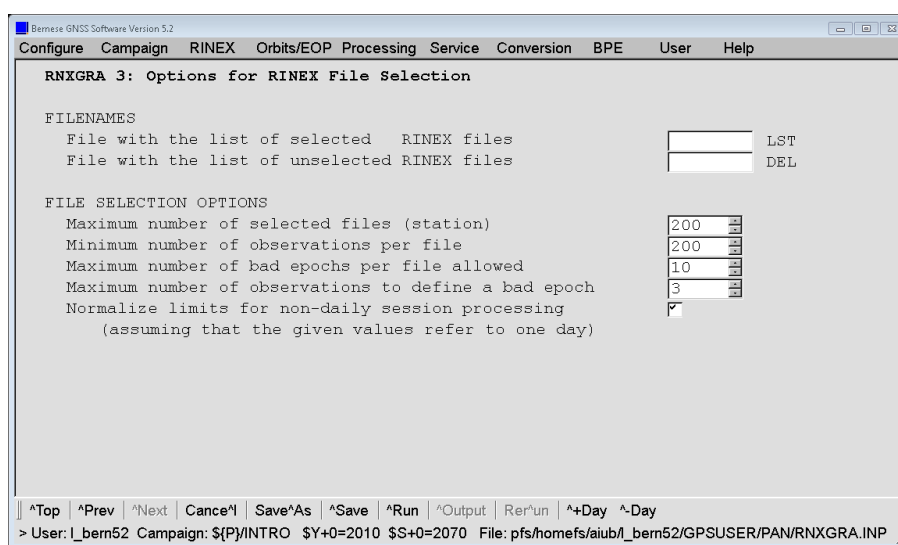 Bernese GNSS Software Version 5.2
Configure Campaign RINEX Orbits/EOP Processing Service Conversion BPE User Help
RNXGRA 3: Options for RINEX File Selection
FILENAMES
File with the list of selected RINEX files LST
File with the list of unselected RINEX files DEL
FILE SELECTION OPTIONS
Maximum number of selected files (station) 200
Minimum number of observations per file 200
Maximum number of bad epochs per file allowed 10
Maximum number of observations to define a bad epoch 3
Normalize limits for non-daily session processing
(assuming that the given values refer to one day)
^Top ^Prev ^Next Cance^l Save^As ^Save ^Run ^Output Rer^un ^+Day ^-Day
> User: l_bern52 Campaign: ${P}/INTRO $Y+0=2010 $S+0=2070 File: pfs/homefs/aiub/l_bern52/GPSUSER/PAN/RNXGRA.INP